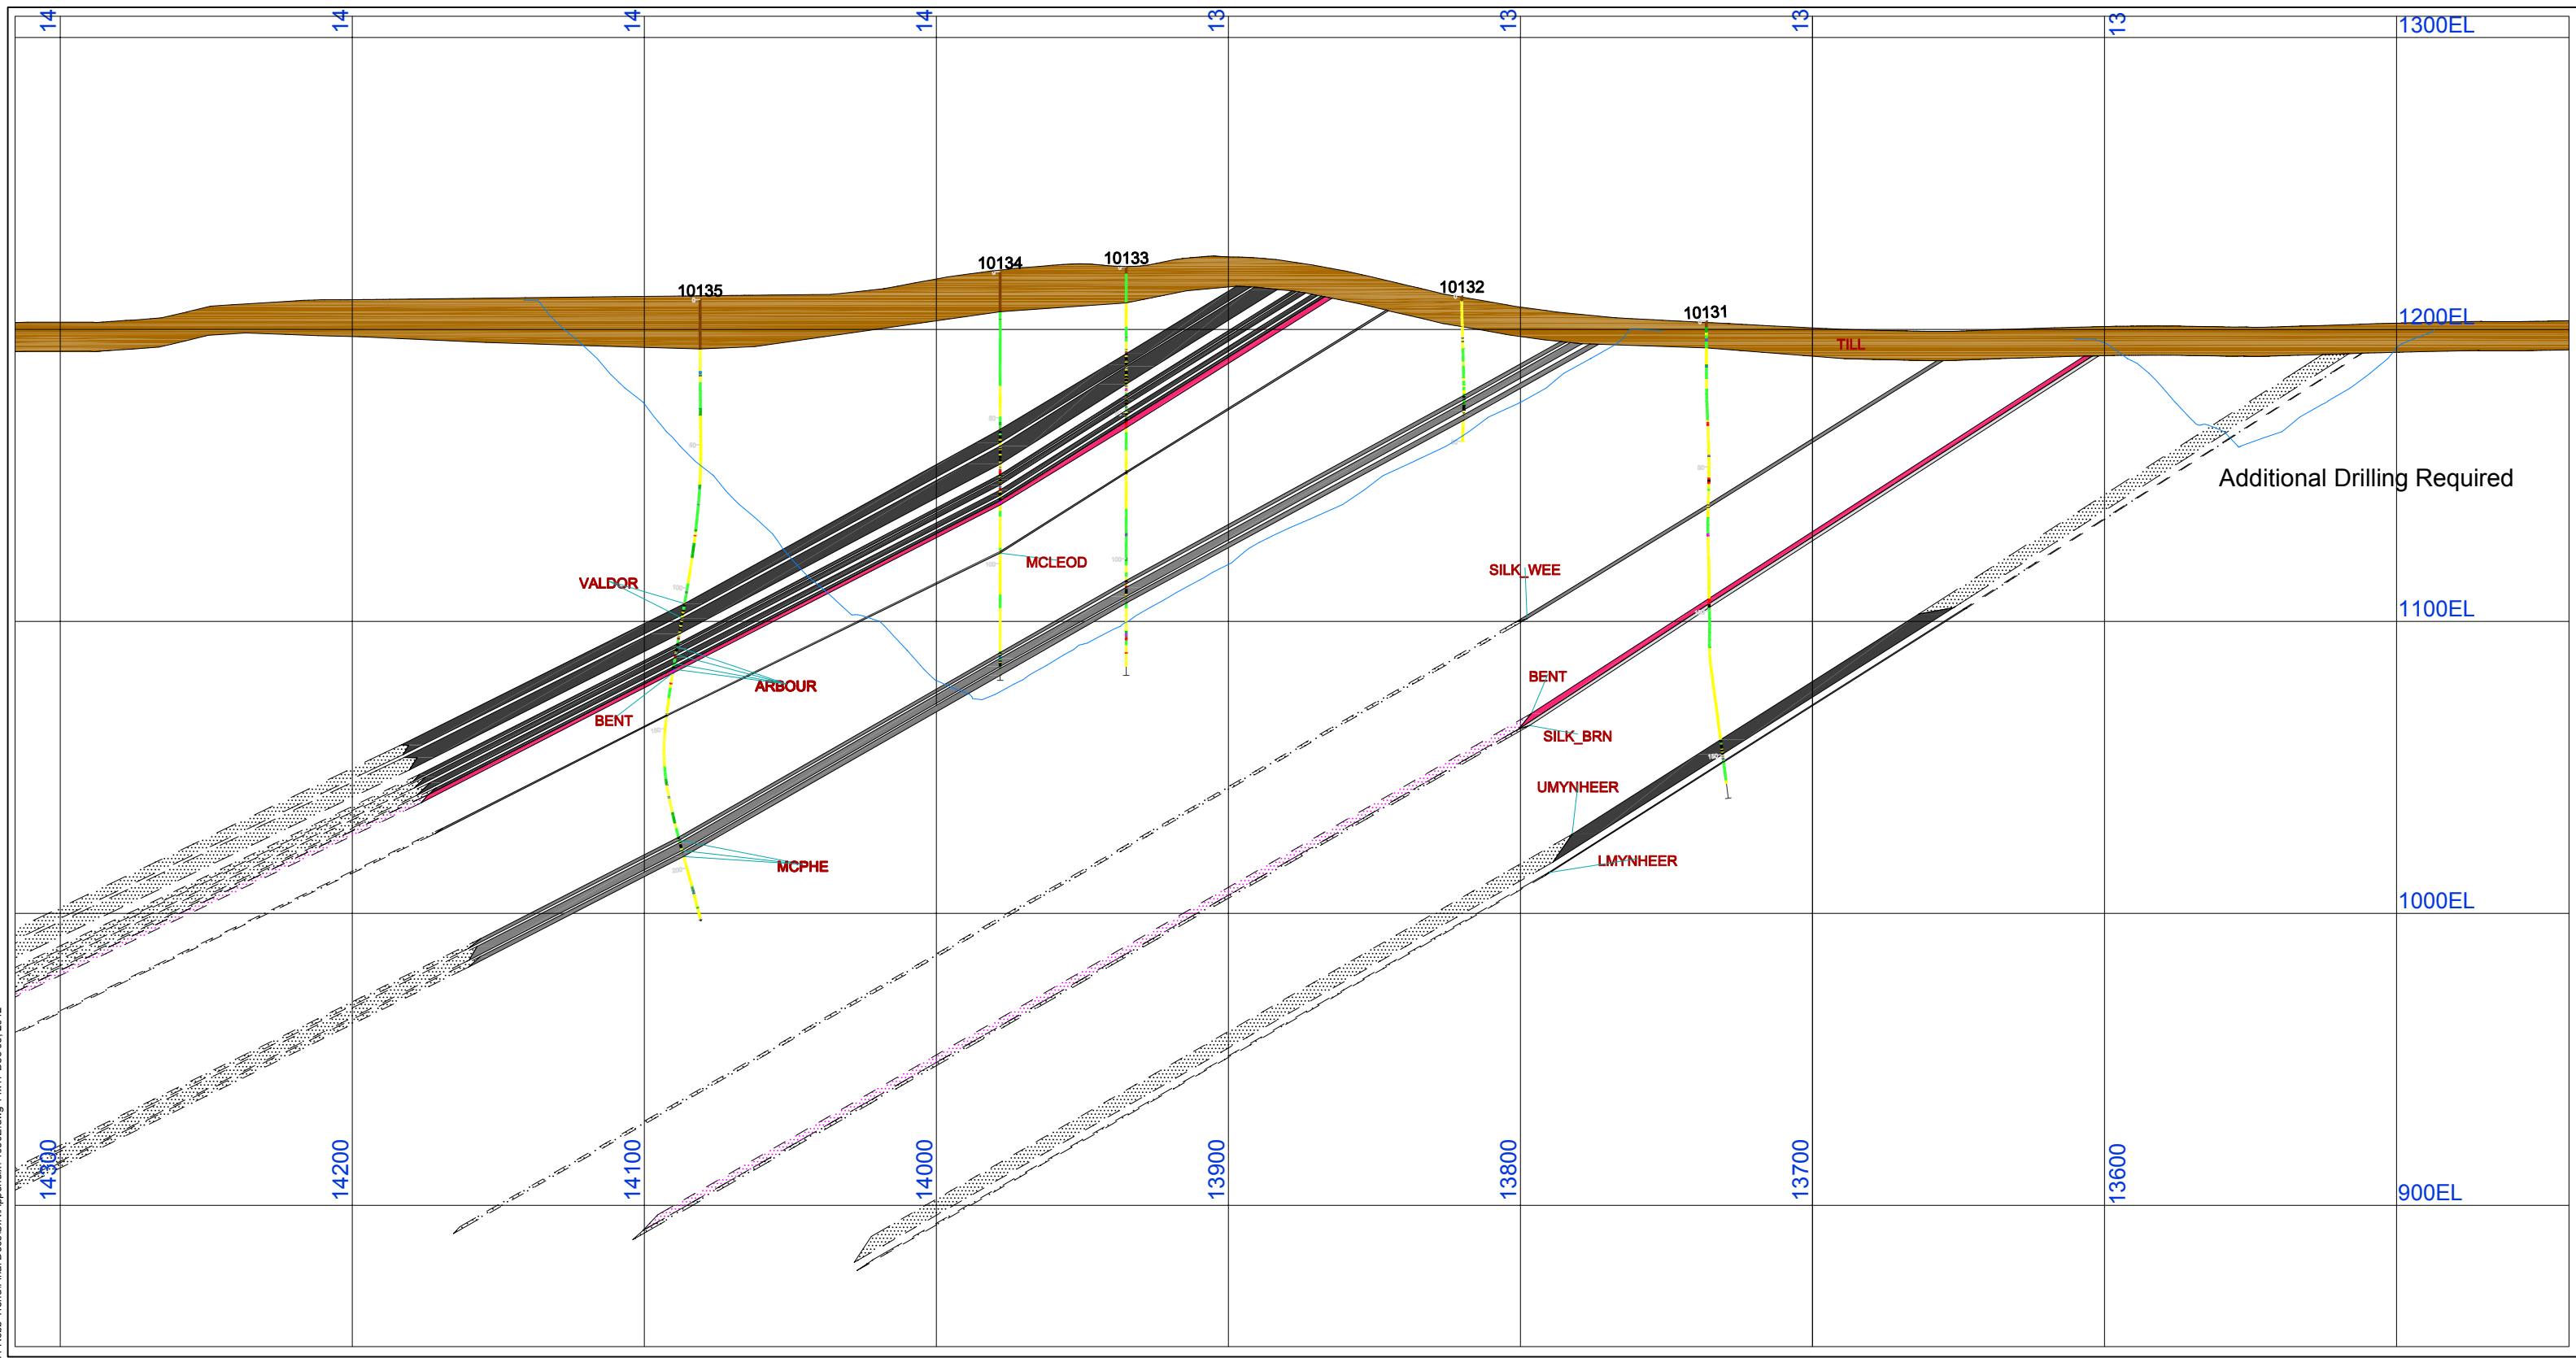 14
14
14
14
13
13
13
13
1300EL
10134
10133
10135
10132
10131
1200EL
TILL
Additional Drilling Required
MCLEOD
SILK_WEE
VALDOR
1100EL
BENT
ARBOUR
BENT
SILK_BRN
UMYNHEER
LMYNHEER
MCPHE
1000EL
14300
14200
14100
14000
13900
13800
13700
13600
900EL